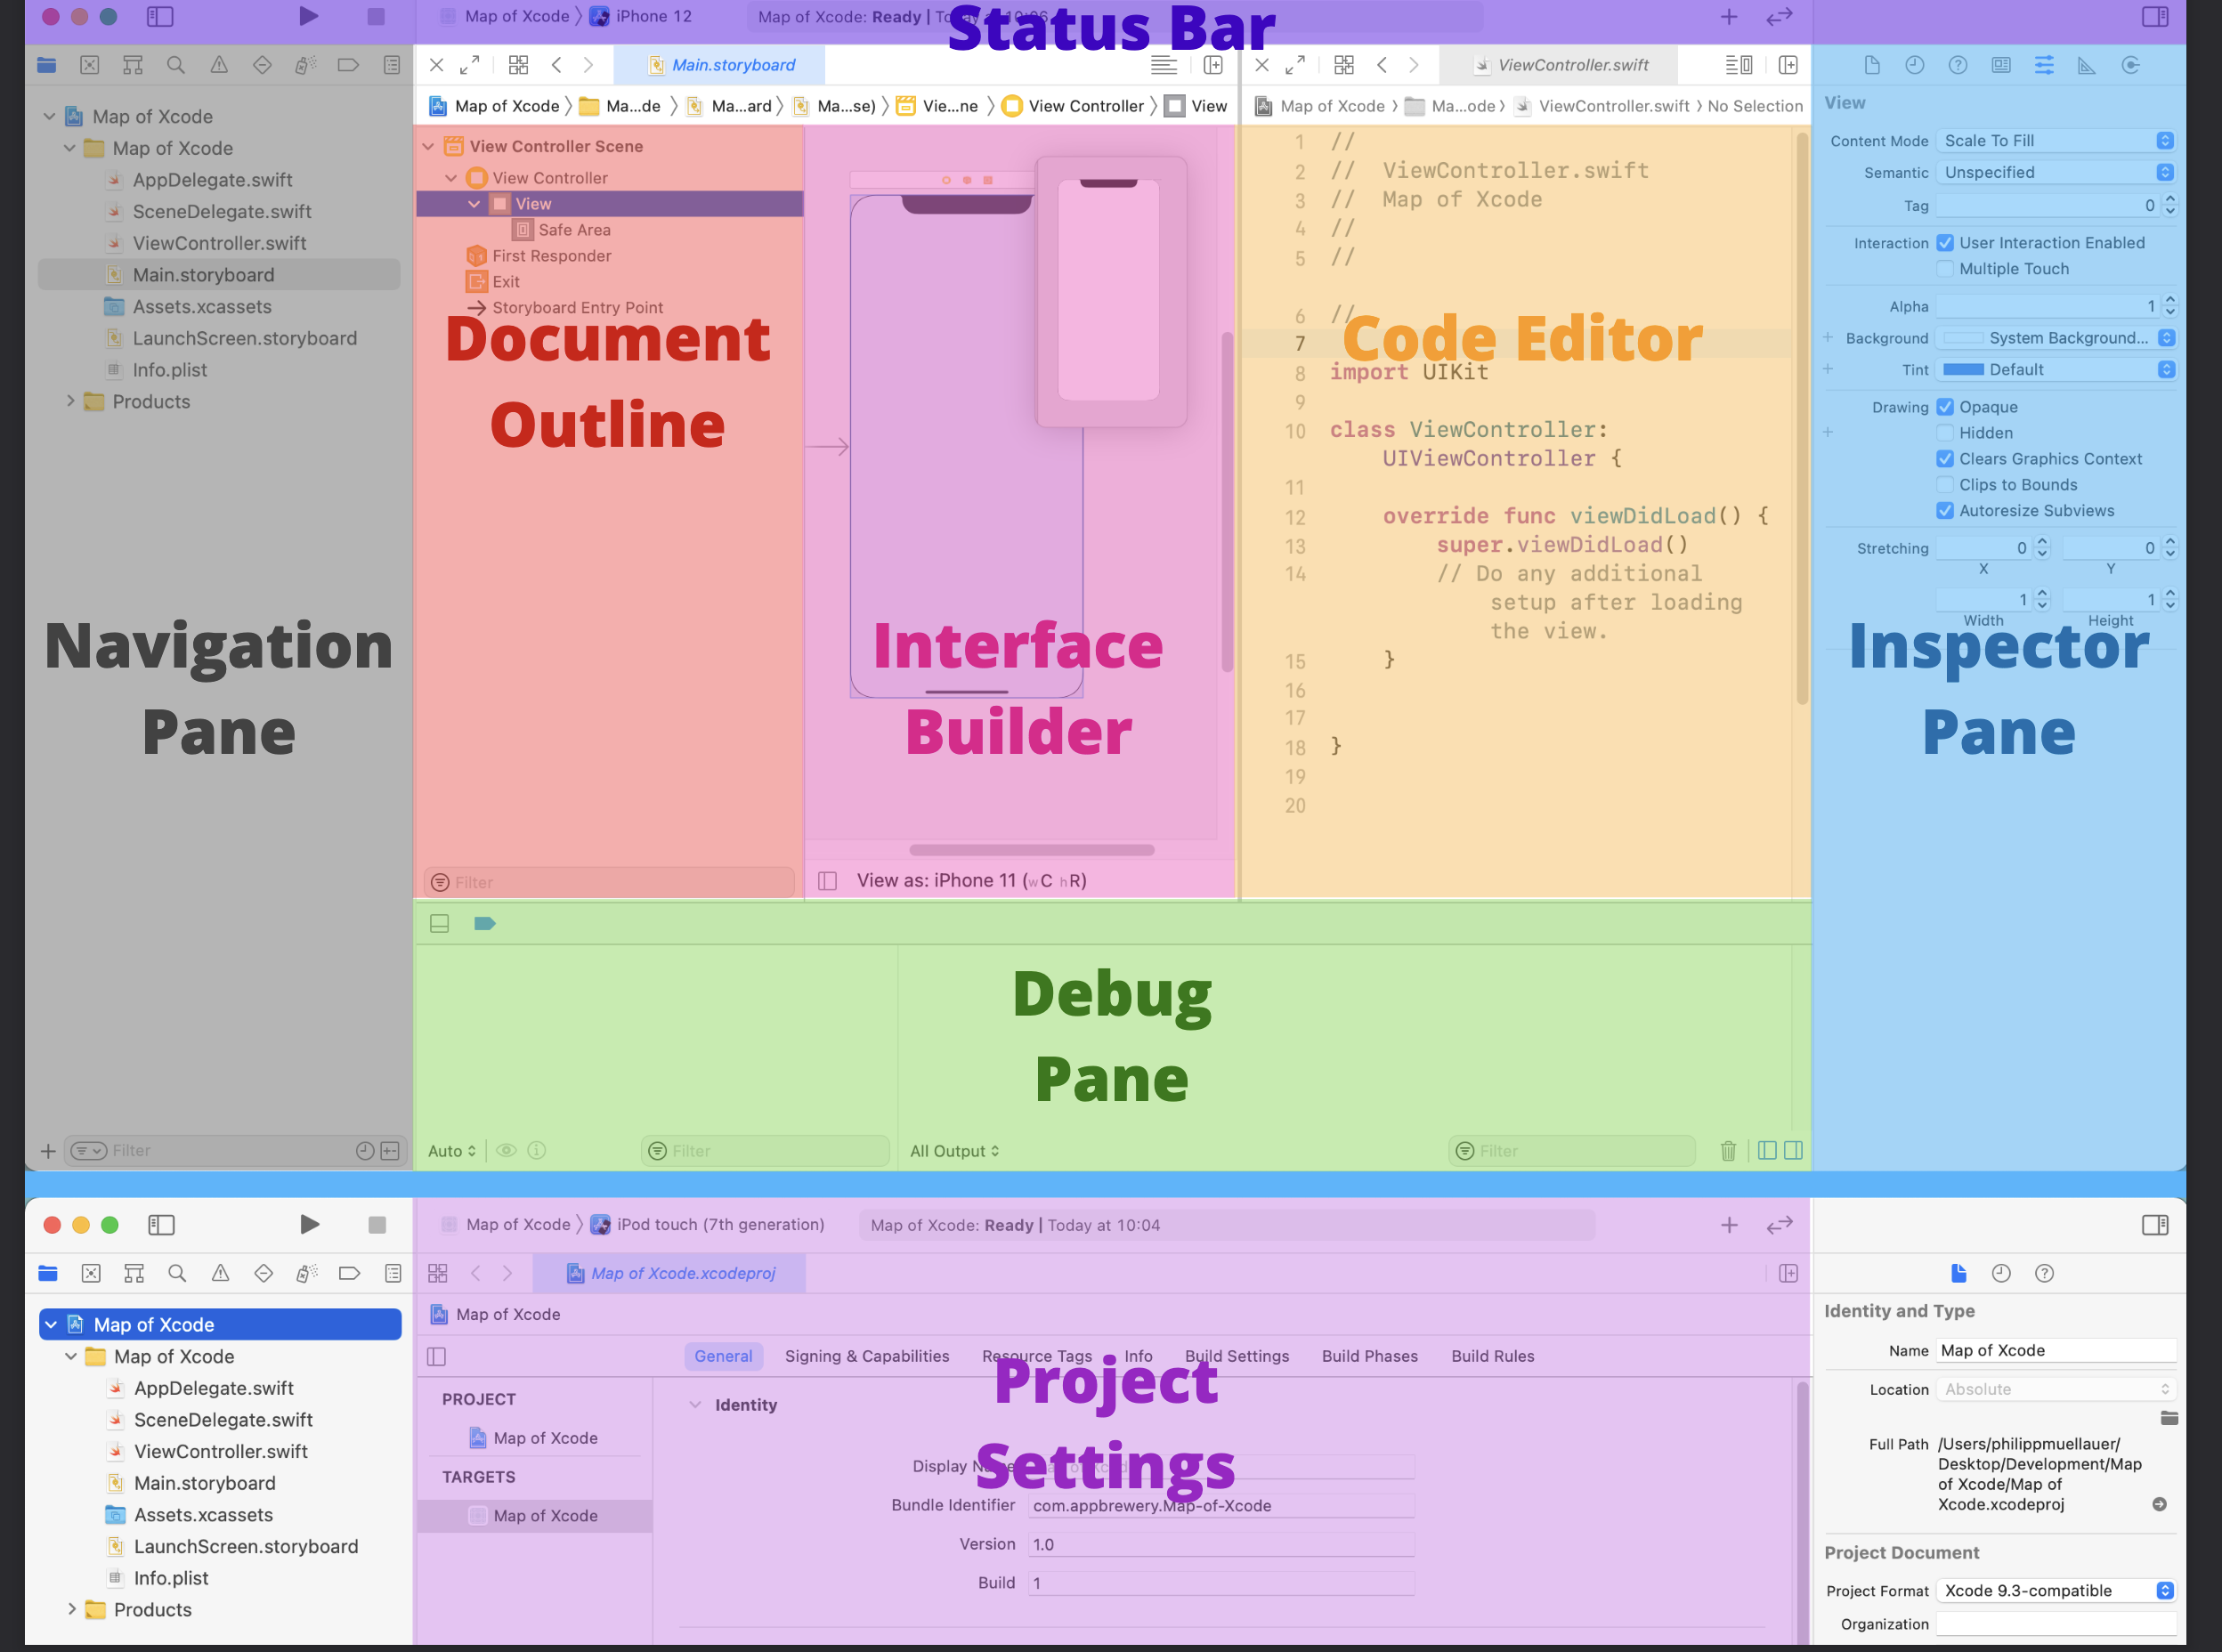 Map of Xcode
iPhone 12
Map of Xcode: Ready | Today at 10:06
Status Bar
Main.storyboard
ViewController.swift
Map of Xcode
Ma...de
Ma...ard
Ma...se)
Vie...ne
View Controller
View
Map of Xcode
Ma...ode
ViewController.swift
No Selection
Map of Xcode
Map of Xcode
AppDelegate.swift
SceneDelegate.swift
ViewController.swift
Main.storyboard
Assets.xcassets
LaunchScreen.storyboard
Info.plist
Products
Navigation
Pane
Filter
View Controller Scene
View Controller
View
Safe Area
First Responder
Exit
Storyboard Entry Point
Document
Outline
Filter
Interface
Builder
View as: iPhone 11 (wC hR)
1 //
2 //  ViewController.swift
3 //  Map of Xcode
4 //
5 //
6 //
7
8 import UIKit
9
10 class ViewController:
UIViewController {
11
12 override func viewDidLoad() {
13 super.viewDidLoad()
14 // Do any additional
setup after loading
the view.
15 }
16
17
18 }
19
20
Code Editor
View
Content Mode Scale To Fill
Semantic Unspecified
Tag 0
Interaction User Interaction Enabled
Multiple Touch
Alpha 1
Background System Background...
Tint Default
Drawing Opaque
Hidden
Clears Graphics Context
Clips to Bounds
Autoresize Subviews
Stretching 0 0
X Y
1 1
Width Height
Inspector
Pane
Debug
Pane
Auto
Filter
All Output
Filter
Map of Xcode
iPod touch (7th generation)
Map of Xcode: Ready | Today at 10:04
Map of Xcode.xcodeproj
Map of Xcode
Map of Xcode
Map of Xcode
AppDelegate.swift
SceneDelegate.swift
ViewController.swift
Main.storyboard
Assets.xcassets
LaunchScreen.storyboard
Info.plist
Products
General Signing & Capabilities Resource Tags Info Build Settings Build Phases Build Rules
PROJECT
Map of Xcode
TARGETS
Map of Xcode
Project
Settings
Identity
Display Name
Bundle Identifier com.appbrewery.Map-of-Xcode
Version 1.0
Build 1
Identity and Type
Name Map of Xcode
Location Absolute
Full Path /Users/philippmuellauer/
Desktop/Development/Map
of Xcode/Map of
Xcode.xcodeproj
Project Document
Project Format Xcode 9.3-compatible
Organization